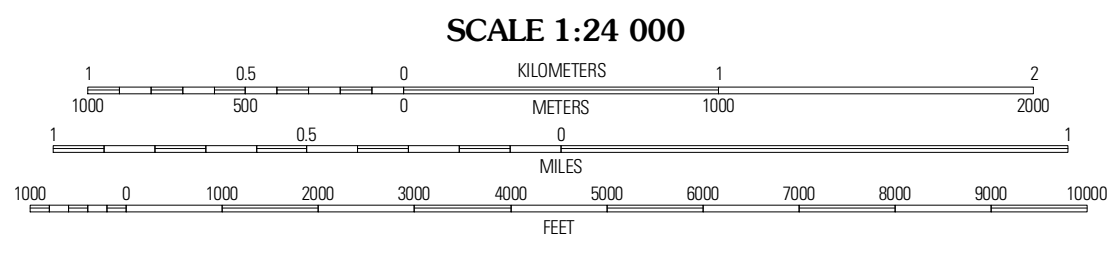 SCALE 1:24 000
1 0.5 0 KILOMETERS 1 2
1000 500 0 METERS 1000 2000
1 0.5 0 1
MILES
1000 0 1000 2000 3000 4000 5000 6000 7000 8000 9000 10000
FEET